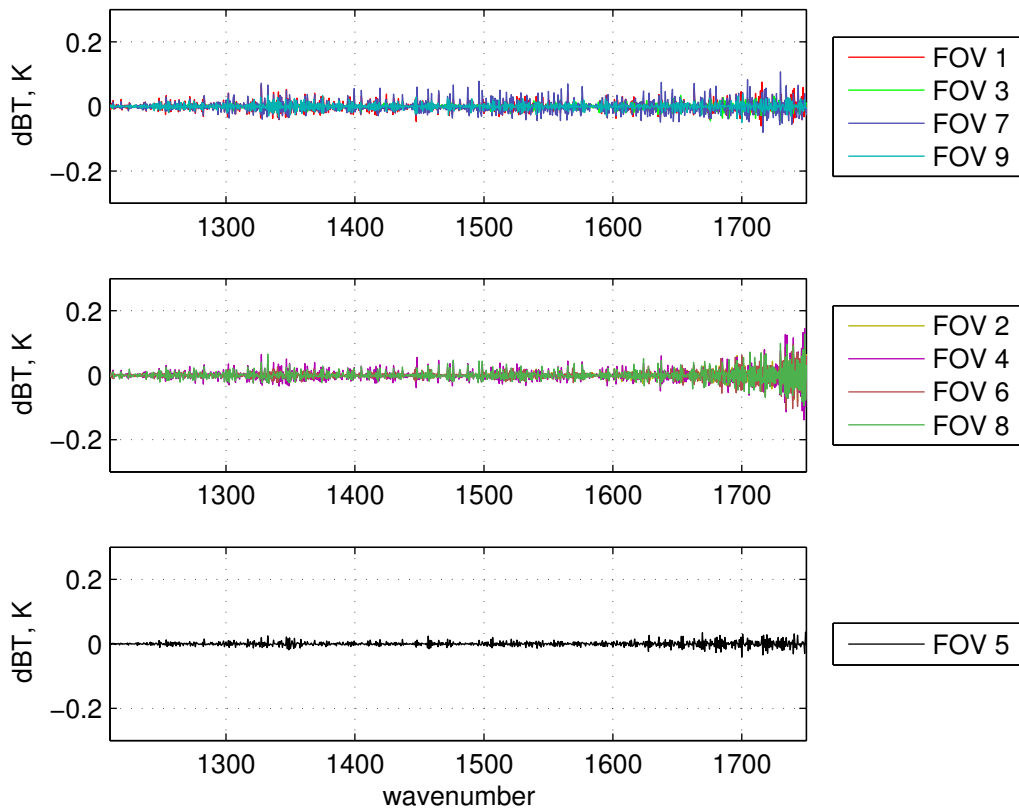 0.2
0
−0.2
dBT, K
1300 1400 1500 1600 1700
FOV 1
FOV 3
FOV 7
FOV 9
0.2
0
−0.2
dBT, K
1300 1400 1500 1600 1700
FOV 2
FOV 4
FOV 6
FOV 8
0.2
0
−0.2
dBT, K
1300 1400 1500 1600 1700
wavenumber
FOV 5